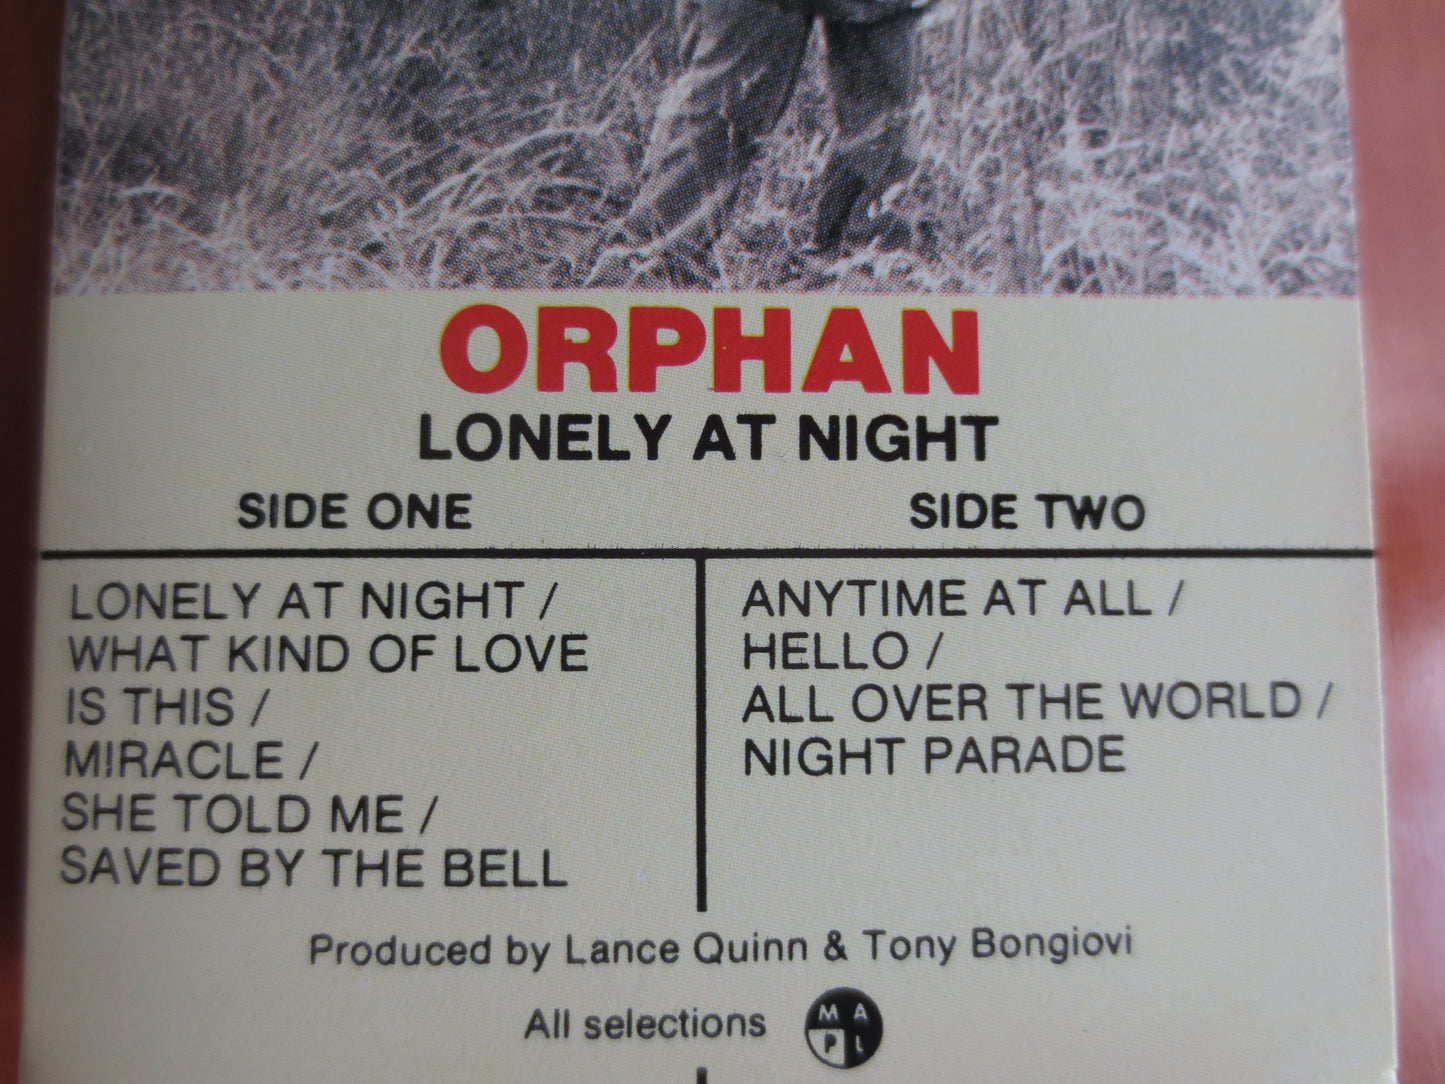 ORPHAN
LONELY AT NIGHT
SIDE ONE
LONELY AT NIGHT /
WHAT KIND OF LOVE
IS THIS /
MIRACLE /
SHE TOLD ME /
SAVED BY THE BELL
SIDE TWO
ANYTIME AT ALL /
HELLO /
ALL OVER THE WORLD /
NIGHT PARADE
Produced by Lance Quinn & Tony Bongiovi
All selections
M A
P L